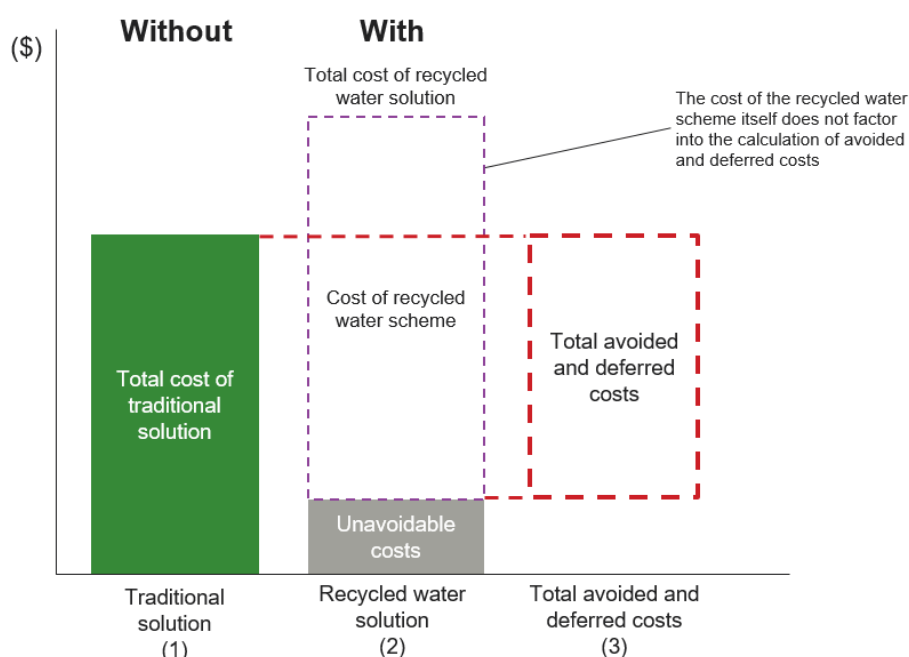 Without
With
($)
Total cost of recycled
water solution
The cost of the recycled water
scheme itself does not factor
into the calculation of avoided
and deferred costs
Cost of recycled
water scheme
Total avoided
and deferred
costs
Total cost of
traditional
solution
Unavoidable
costs
Traditional
solution
(1)
Recycled water
solution
(2)
Total avoided and
deferred costs
(3)